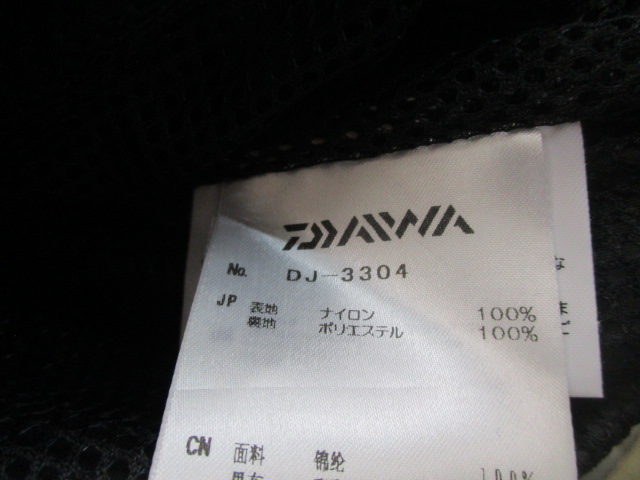 DAIWA
No. DJ-3304
JP 表地 ナイロン 100%
裏地 ポリエステル 100%
CN 面料 锦纶
100%